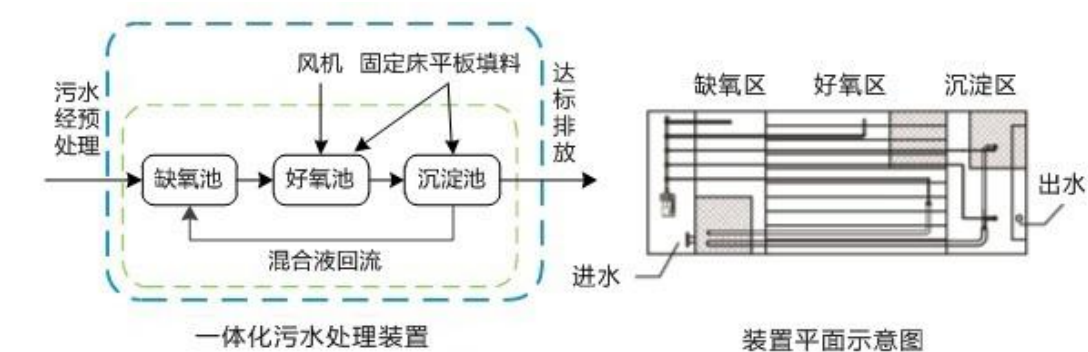 风机 固定床平板填料
污水
经预
处理
达
标
排
放
缺氧池
好氧池
沉淀池
混合液回流
一体化污水处理装置
缺氧区 好氧区 沉淀区
出水
进水
装置平面示意图